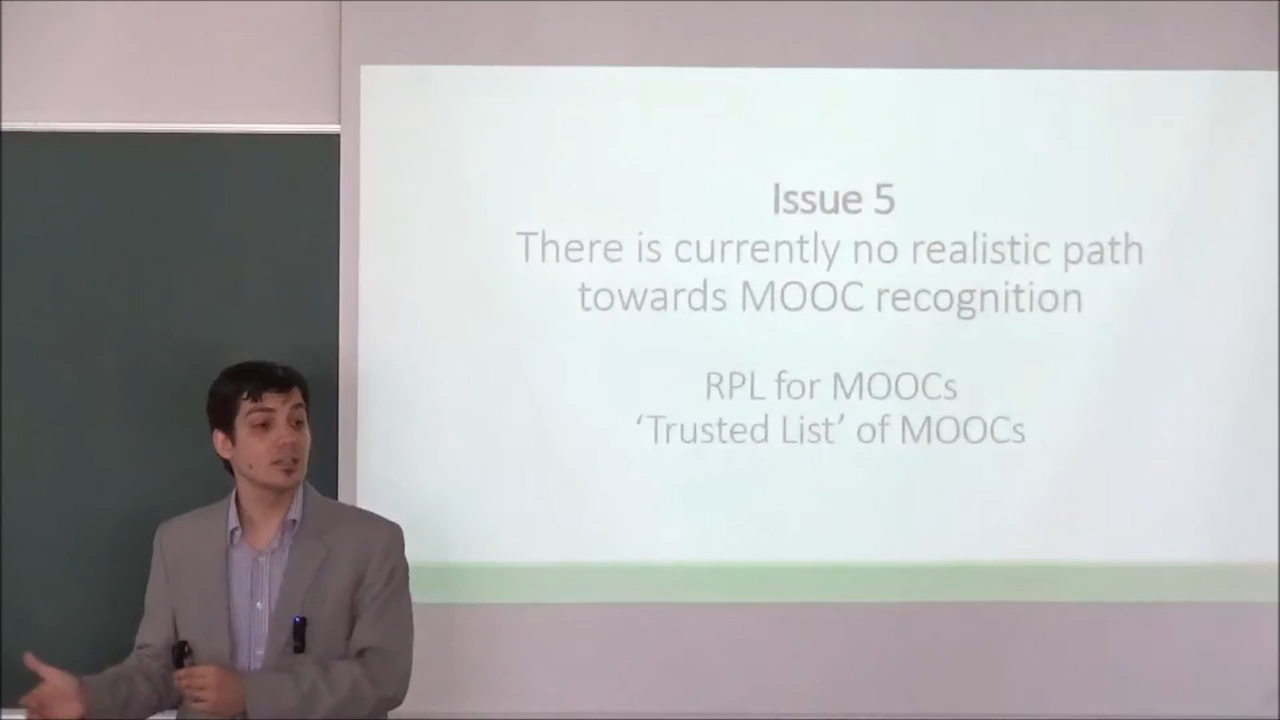 Issue 5
There is currently no realistic path
towards MOOC recognition
RPL for MOOCs
‘Trusted List’ of MOOCs